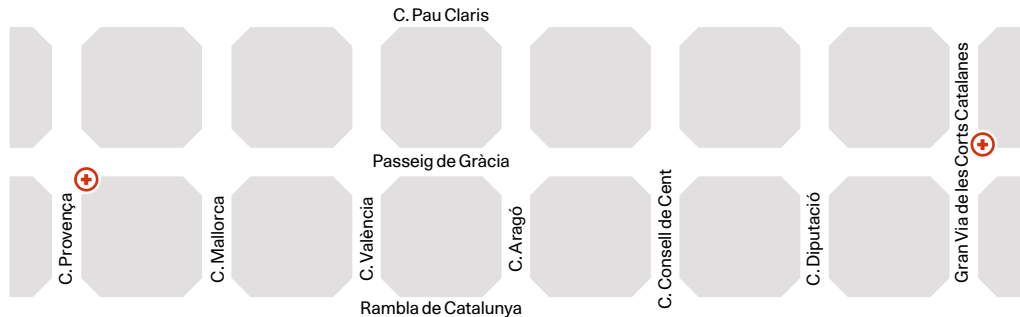 C. Pau Claris
Passeig de Gràcia
C. Provença
C. Mallorca
C. València
C. Aragó
C. Consell de Cent
C. Diputació
Gran Via de les Corts Catalanes
Rambla de Catalunya